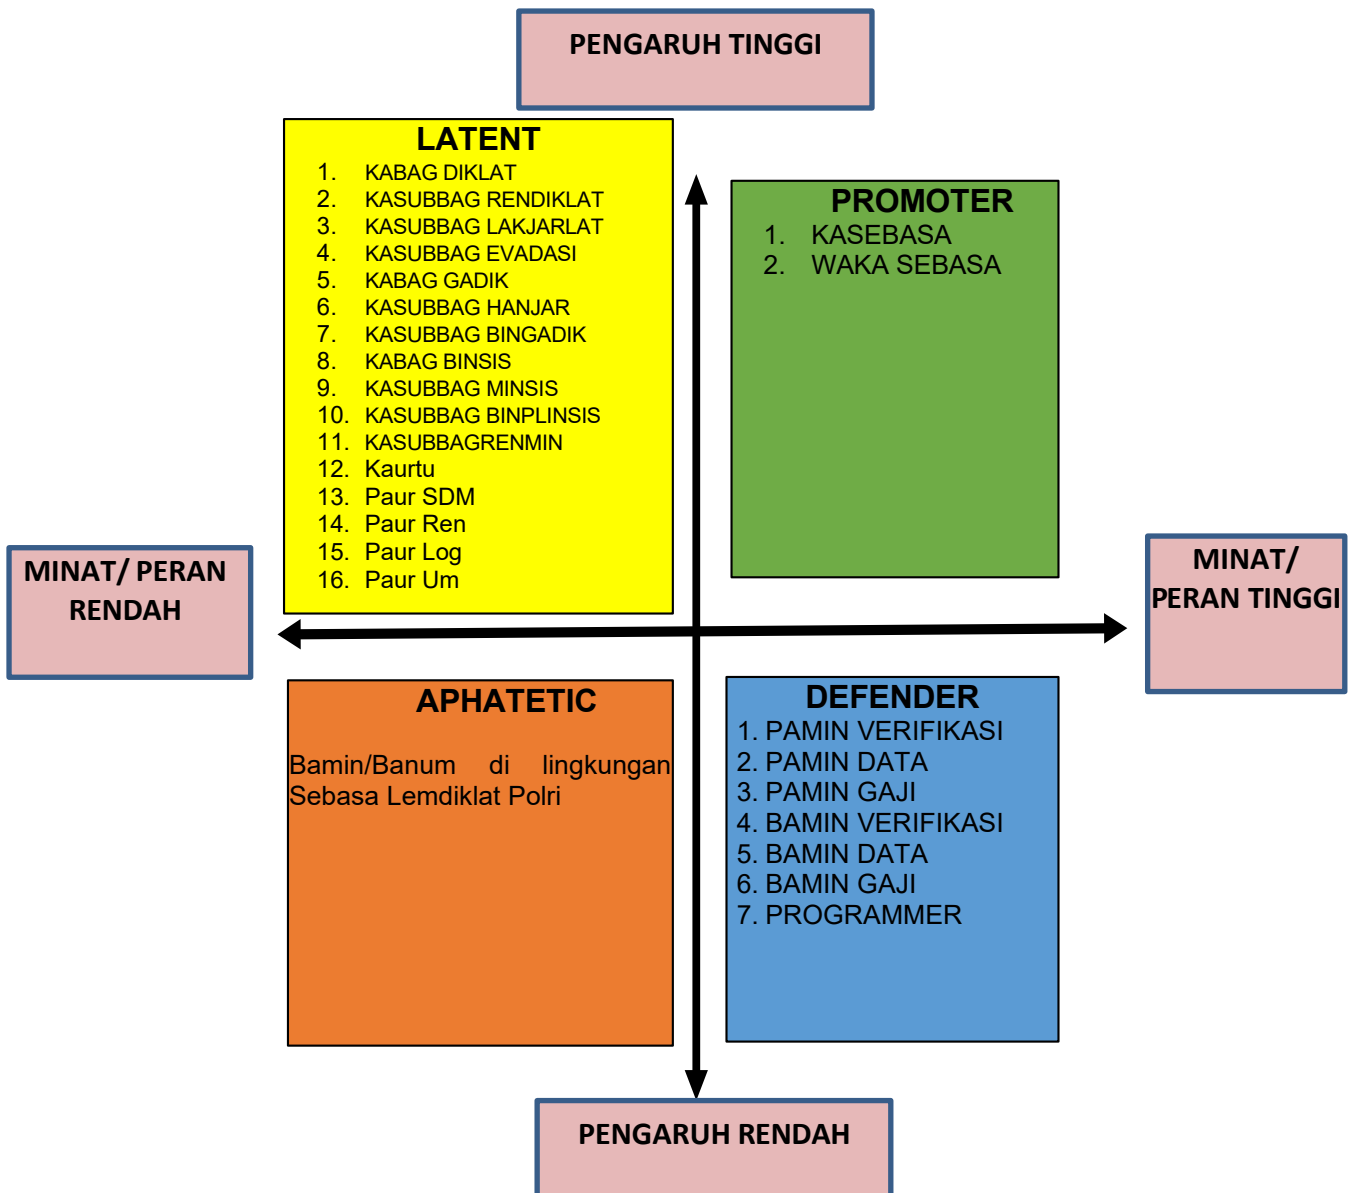 PENGARUH TINGGI
LATENT
1. KABAG DIKLAT
2. KASUBBAG RENDIKLAT
3. KASUBBAG LAKJARLAT
4. KASUBBAG EVADASI
5. KABAG GADIK
6. KASUBBAG HANJAR
7. KASUBBAG BINGADIK
8. KABAG BINSIS
9. KASUBBAG MINSIS
10. KASUBBAG BINPLINSIS
11. KASUBBAGRENMIN
12. Kaurtu
13. Paur SDM
14. Paur Ren
15. Paur Log
16. Paur Um
PROMOTER
1. KASEBASA
2. WAKA SEBASA
MINAT/ PERAN
RENDAH
MINAT/
PERAN TINGGI
APHATETIC
Bamin/Banum di lingkungan
Sebasa Lemdiklat Polri
DEFENDER
1. PAMIN VERIFIKASI
2. PAMIN DATA
3. PAMIN GAJI
4. BAMIN VERIFIKASI
5. BAMIN DATA
6. BAMIN GAJI
7. PROGRAMMER
PENGARUH RENDAH